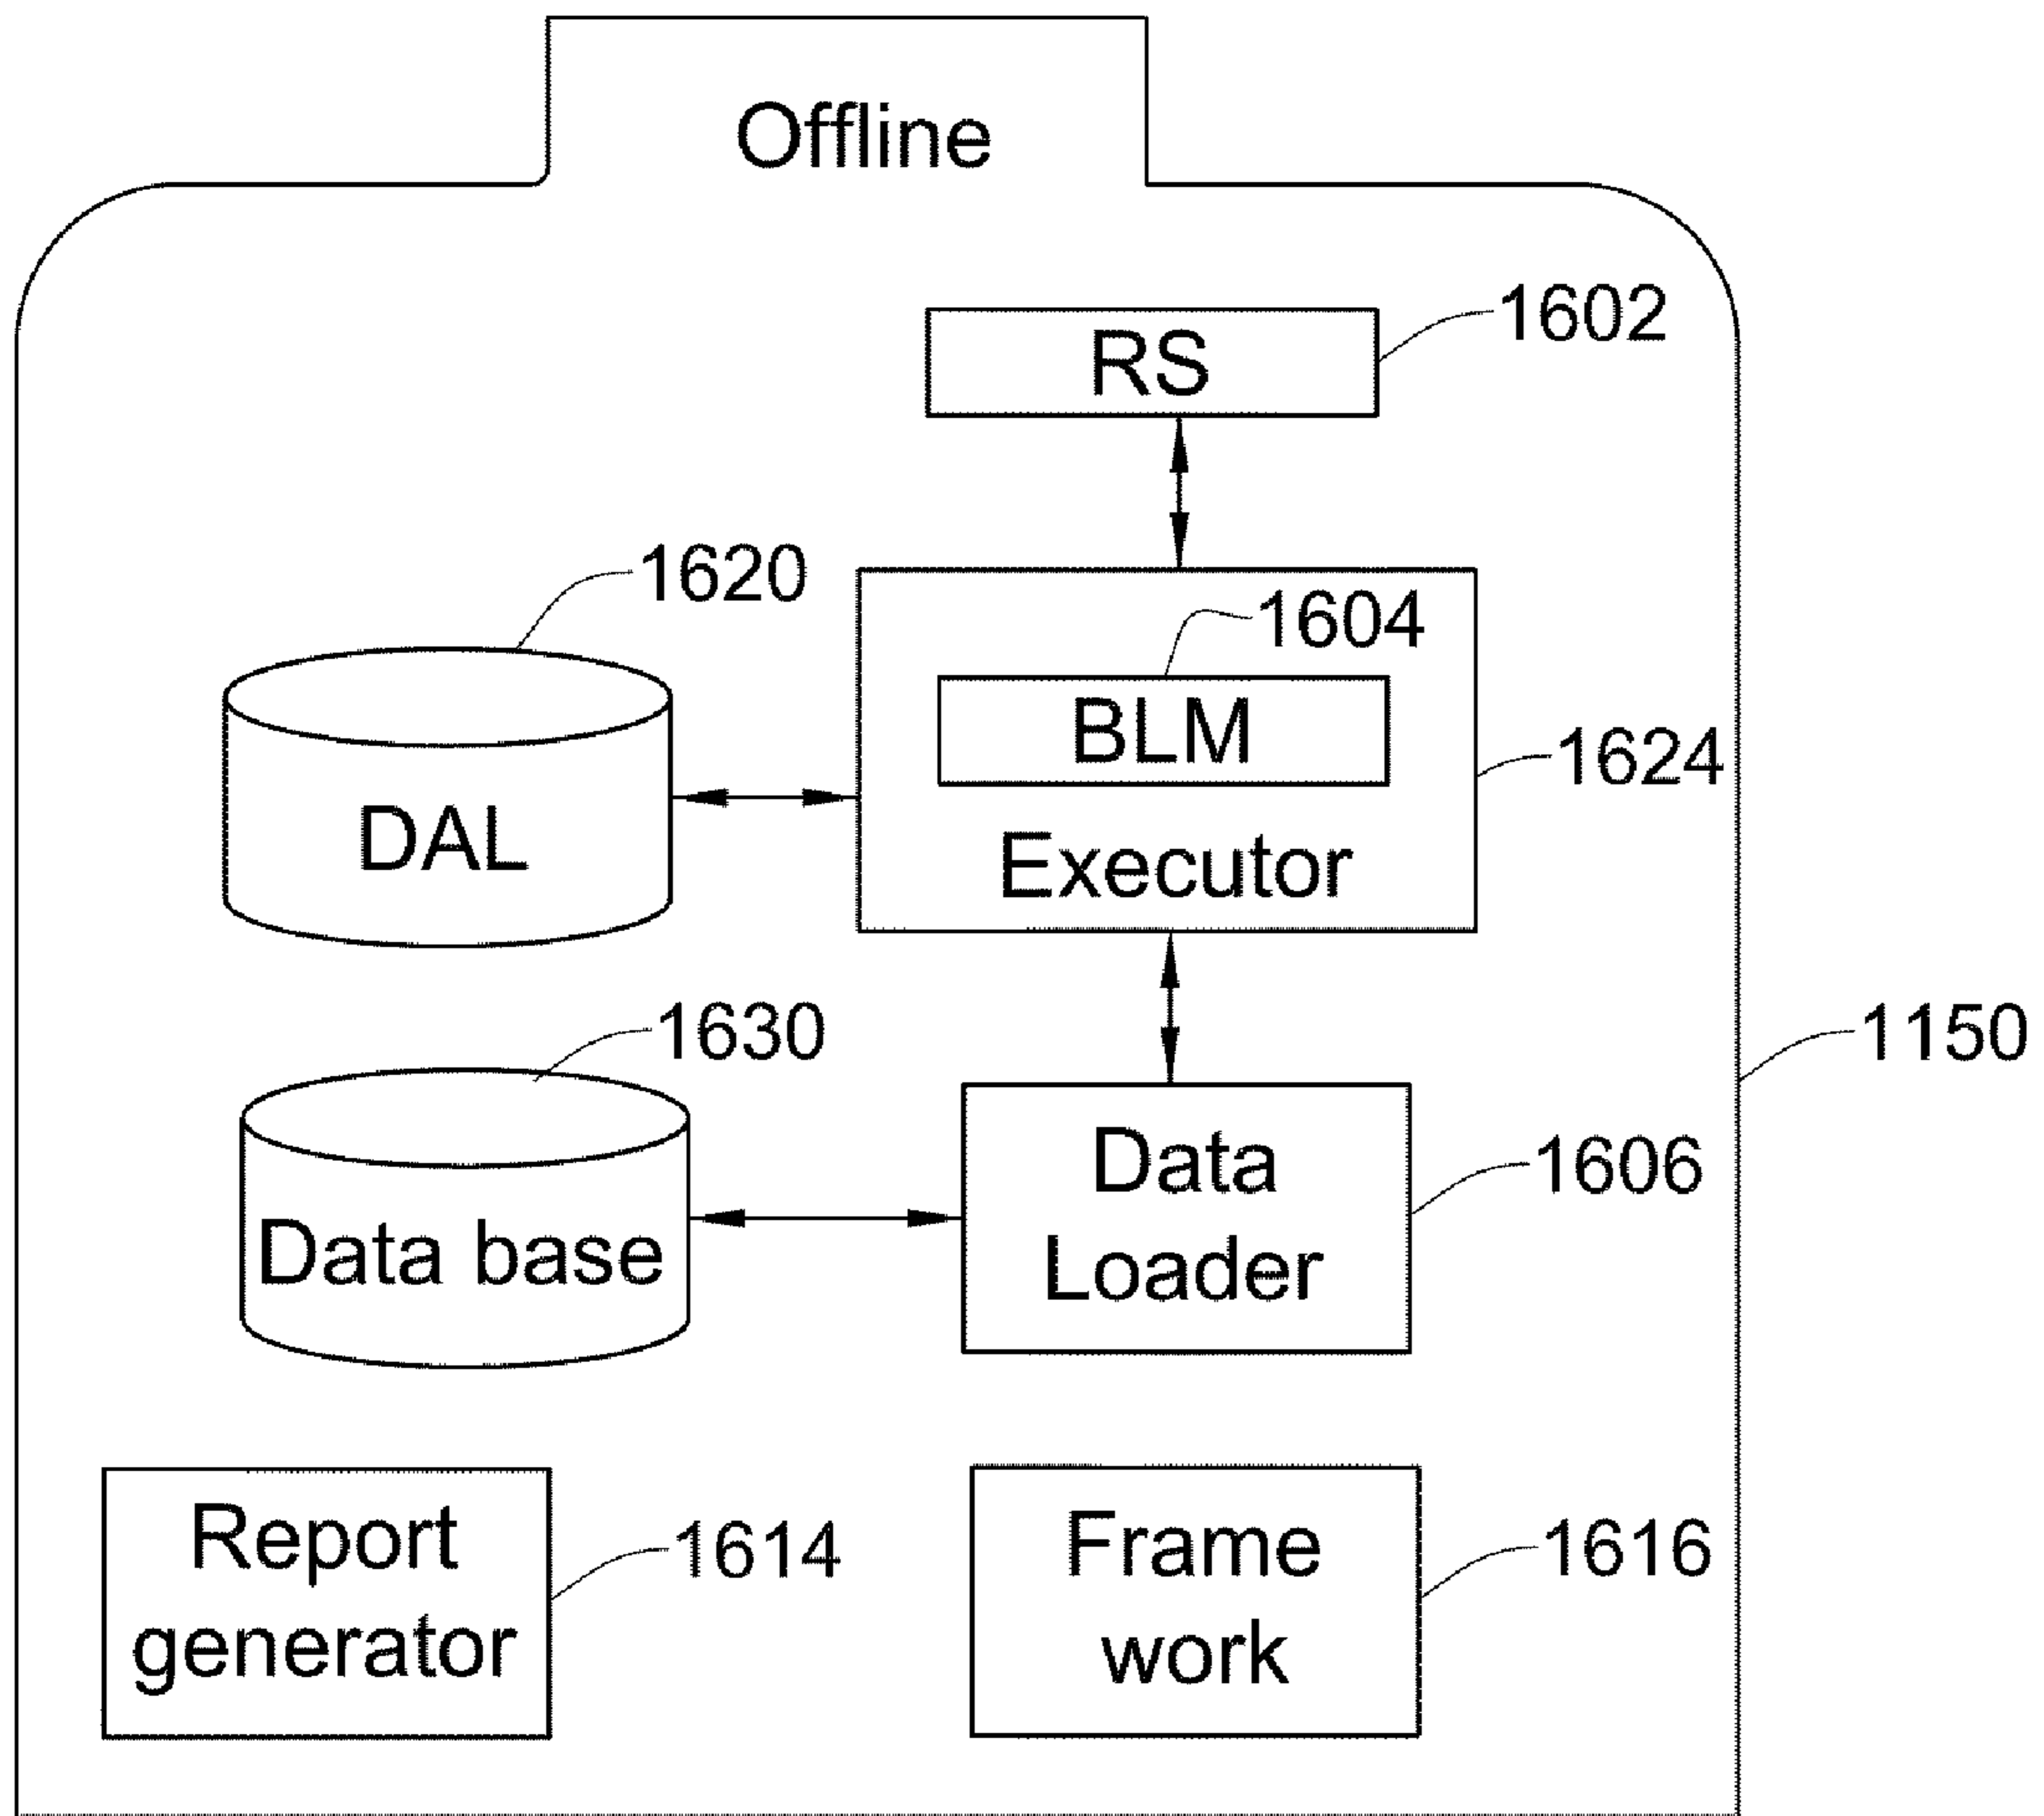 Offline
RS
1602
1620
1604
BLM
1624
DAL
Executor
1630
1150
Data
Loader
1606
Data base
Report
generator
1614
Frame
work
1616